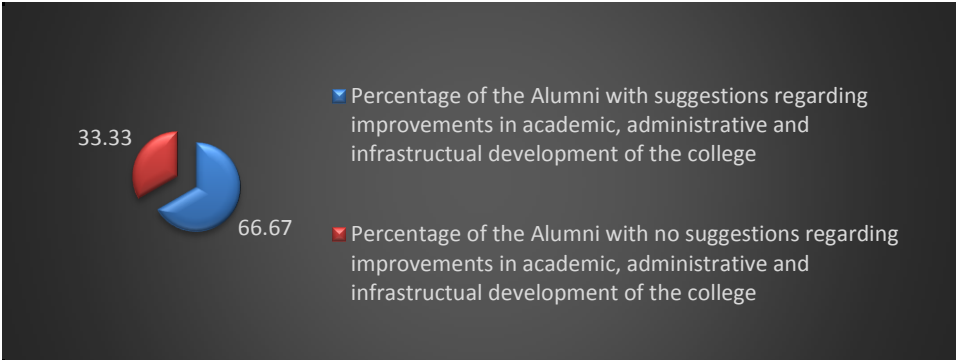 Percentage of the Alumni with suggestions regarding
improvements in academic, administrative and
infrastructual development of the college
33.33
66.67
Percentage of the Alumni with no suggestions regarding
improvements in academic, administrative and
infrastructual development of the college